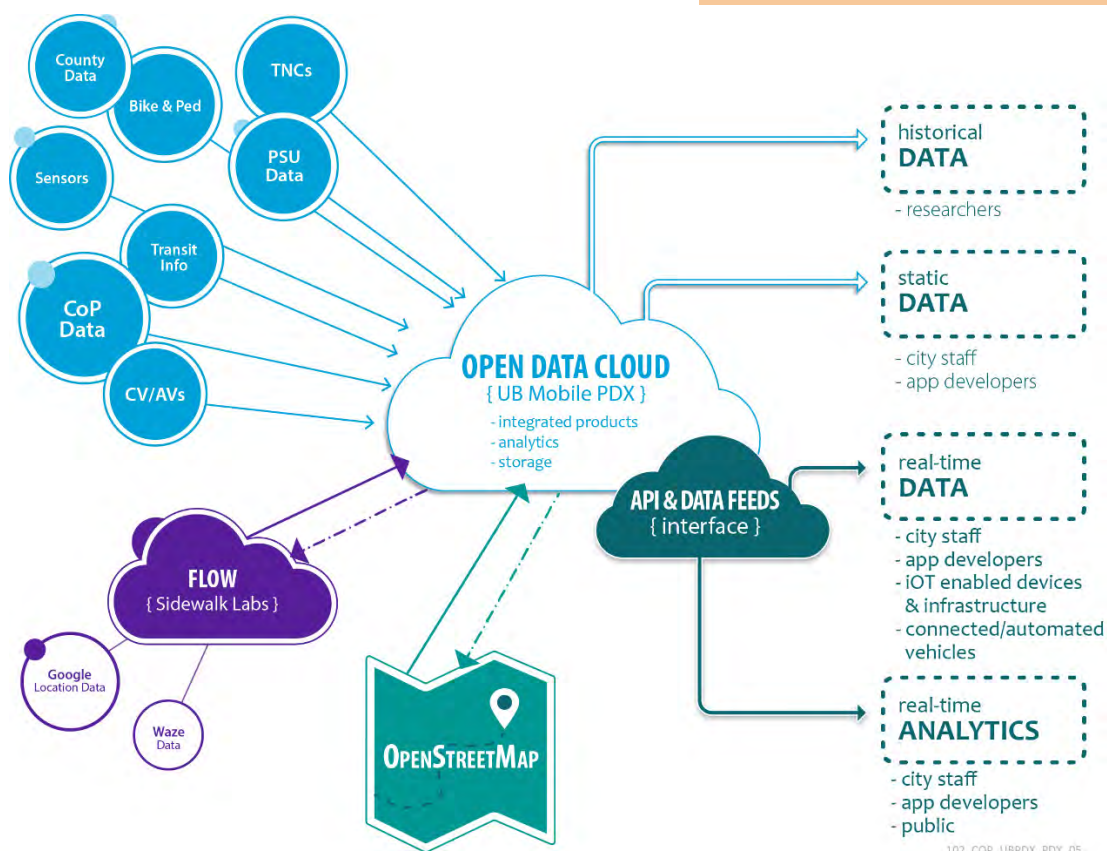 County
Data
Bike & Ped
TNCs
PSU
Data
Sensors
Transit
Info
CoP
Data
CV/AVs
OPEN DATA CLOUD
{ UB Mobile PDX }
- integrated products
- analytics
- storage
API & DATA FEEDS
{ interface }
FLOW
{ Sidewalk Labs }
Google
Location Data
Waze
Data
OPENSTREETMAP
historical
DATA
- researchers
static
DATA
- city staff
- app developers
real-time
DATA
- city staff
- app developers
- iOT enabled devices
& infrastructure
- connected/automated
vehicles
real-time
ANALYTICS
- city staff
- app developers
- public